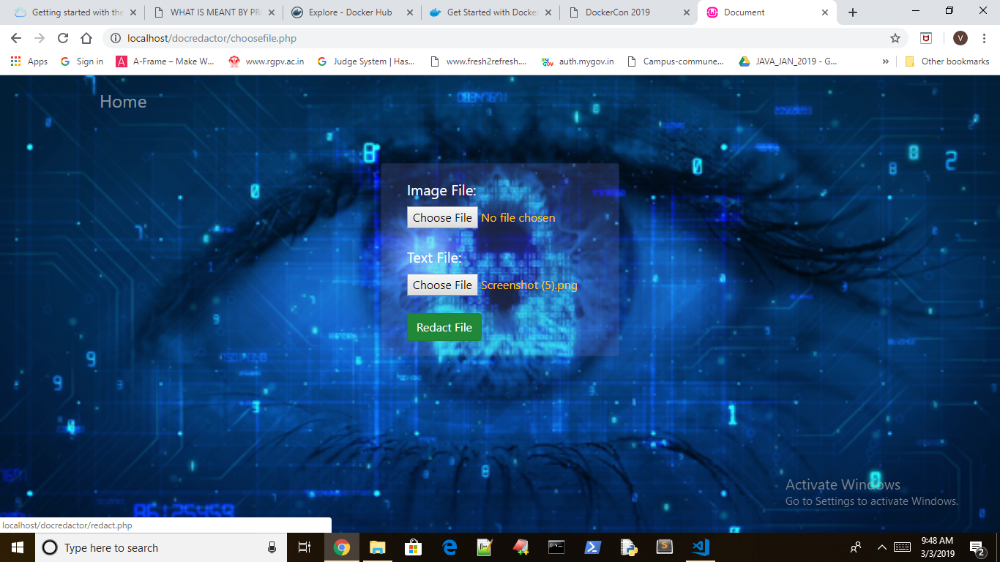 Getting started with the
WHAT IS MEANT BY PR
Explore - Docker Hub
Get Started with Docker
DockerCon 2019
Document
localhost/docredactor/choosefile.php
V
Apps
Sign in
A-Frame – Make W...
www.rgpv.ac.in
Judge System | Has...
www.fresh2refresh....
auth.mygov.in
Campus-commune...
JAVA_JAN_2019 - G...
»
Other bookmarks
Home
Image File:
Choose File No file chosen
Text File:
Choose File Screenshot (5).png
Redact File
Activate Windows
Go to Settings to activate Windows.
localhost/docredactor/redact.php
Type here to search
9:48 AM
3/3/2019
2